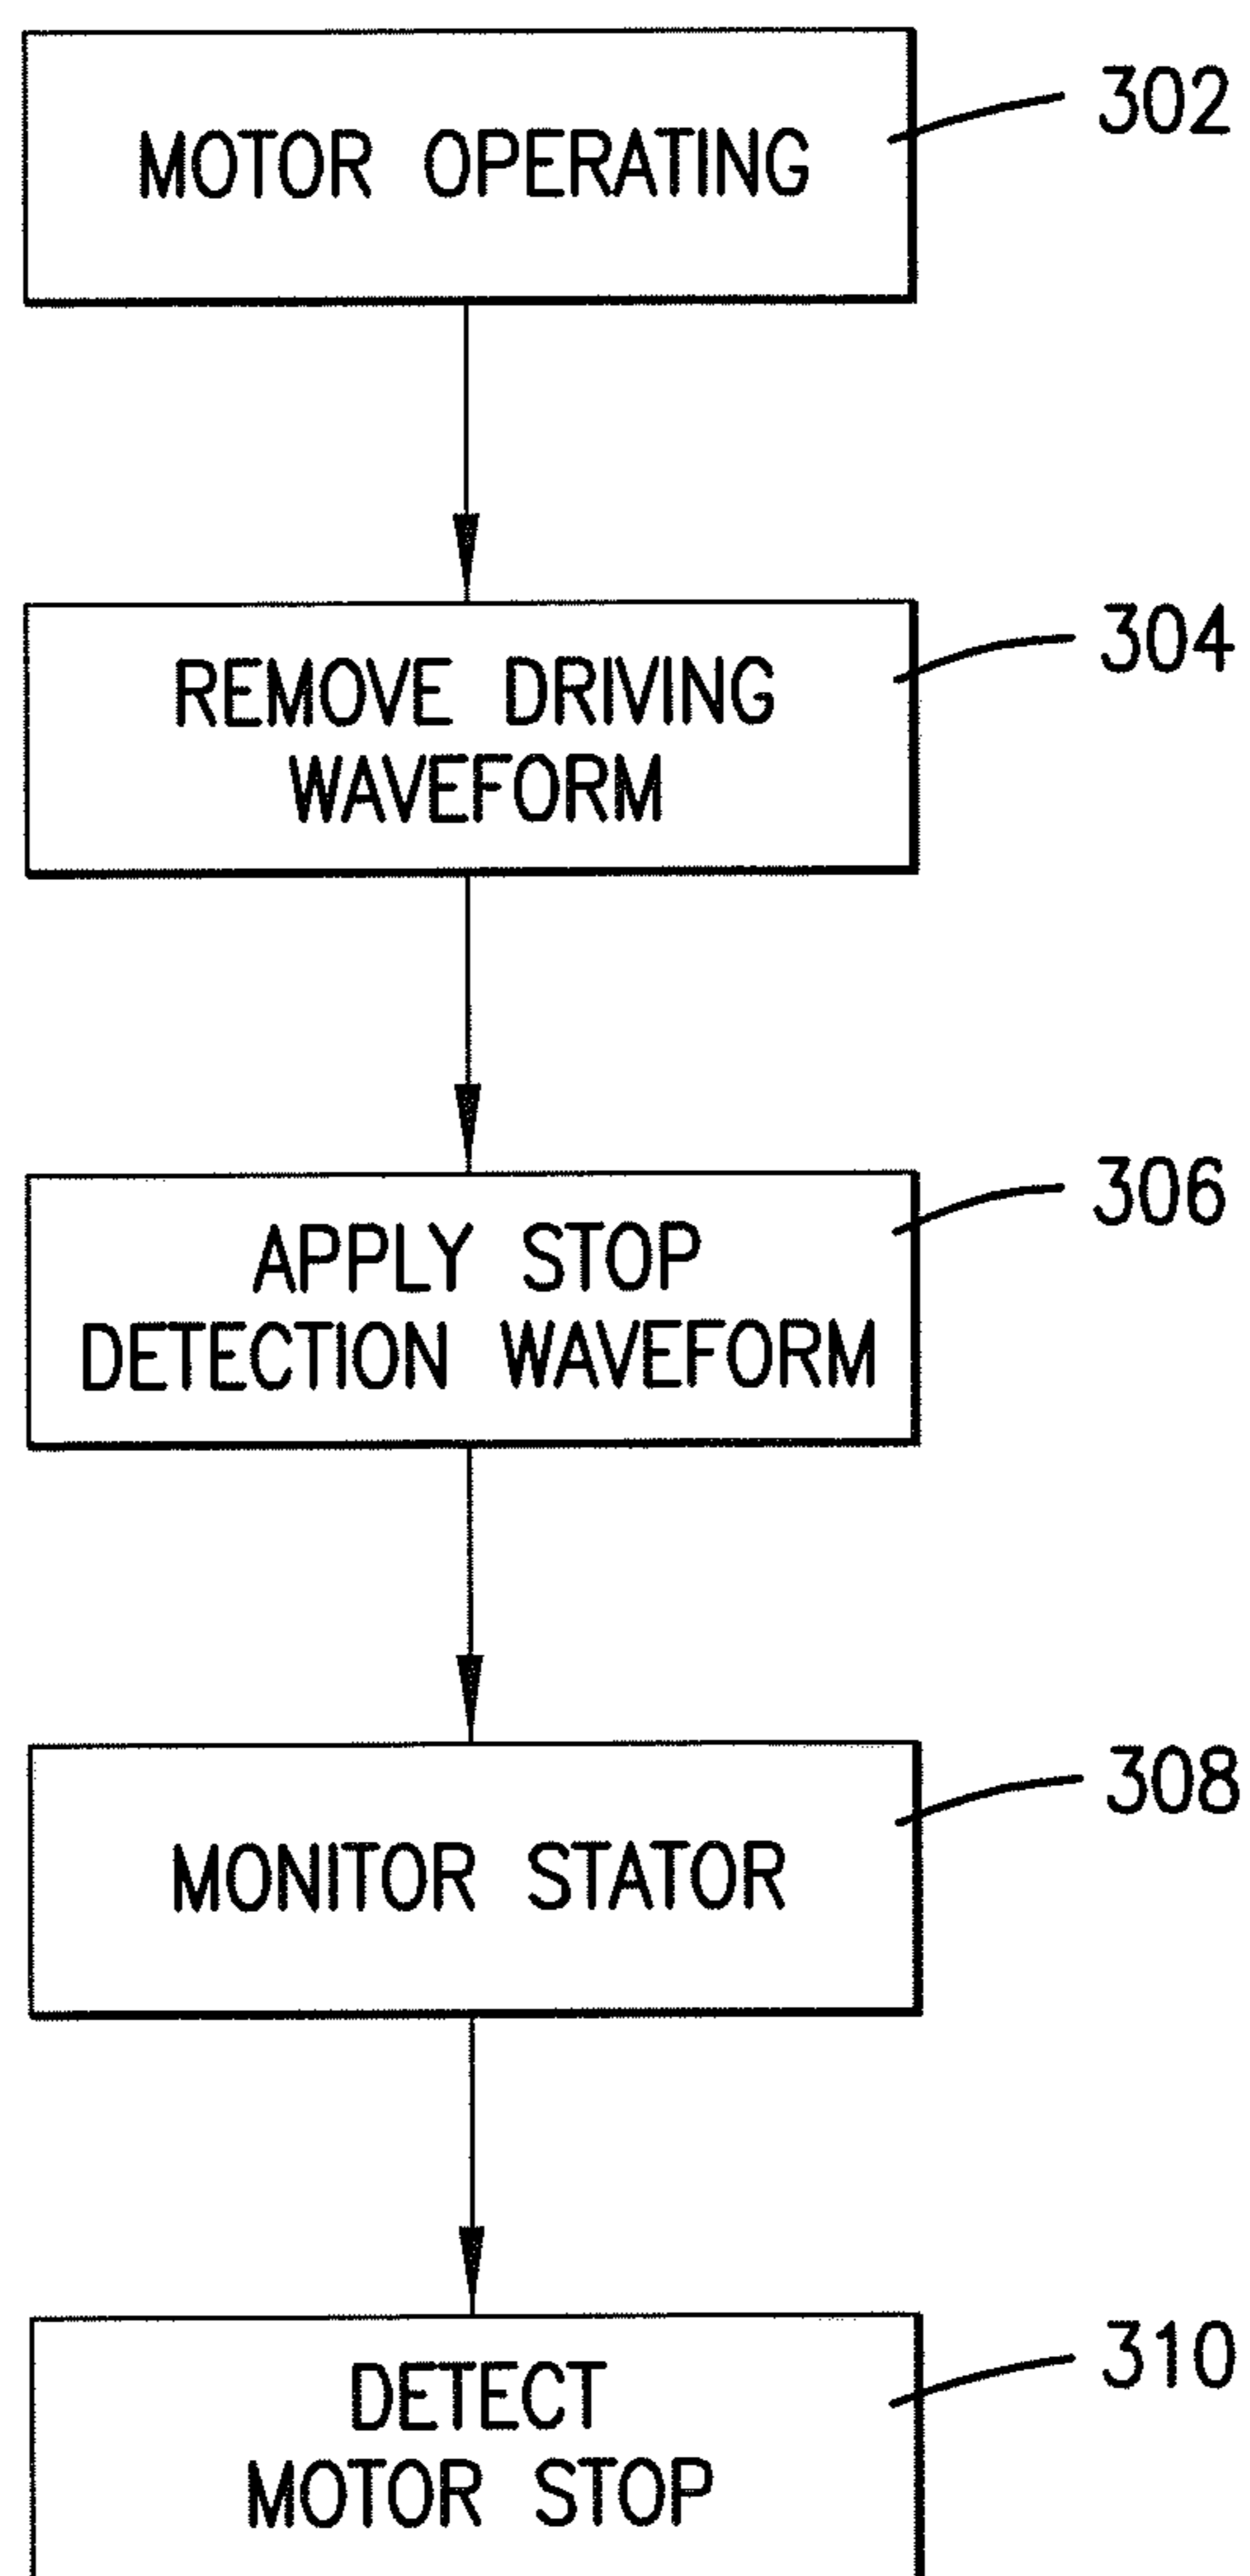 MOTOR OPERATING
302
REMOVE DRIVING
WAVEFORM
304
APPLY STOP
DETECTION WAVEFORM
306
MONITOR STATOR
308
DETECT
MOTOR STOP
310